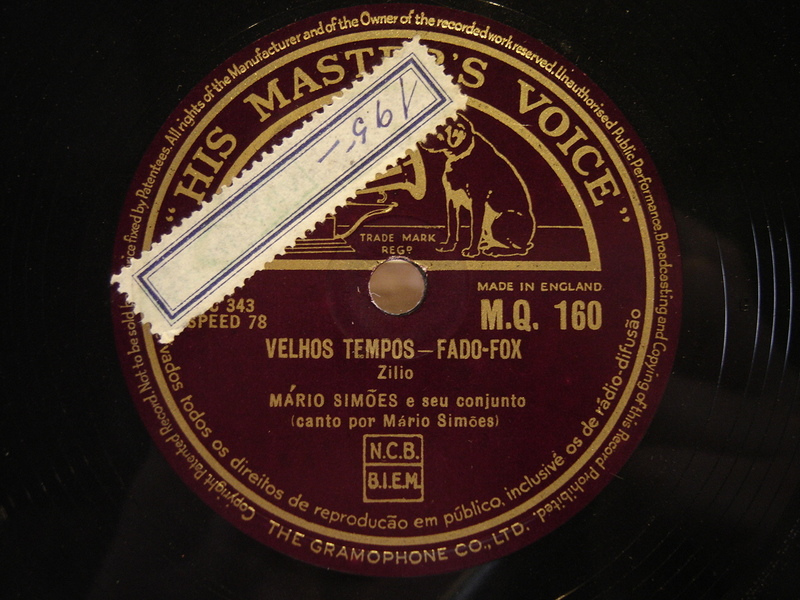 All rights of the Manufacturer and of the Owner of the recorded work reserved. Unauthorised Public Performance, Broadcasting and Copying of this Record Prohibited.
Copyright Patented Record. Not to be sold fixed by Patentees.
"HIS MASTER'S VOICE"
195-
TRADE MARK
REGD
MADE IN ENGLAND
343
SPEED 78
M.Q. 160
VELHOS TEMPOS—FADO-FOX
Zilio
MÁRIO SIMÕES e seu conjunto
(canto por Mário Simões)
N.C.B.
B.I.E.M.
todos os direitos de reproducão em público, inclusivé os de rádio-difusão
THE GRAMOPHONE CO., LTD.